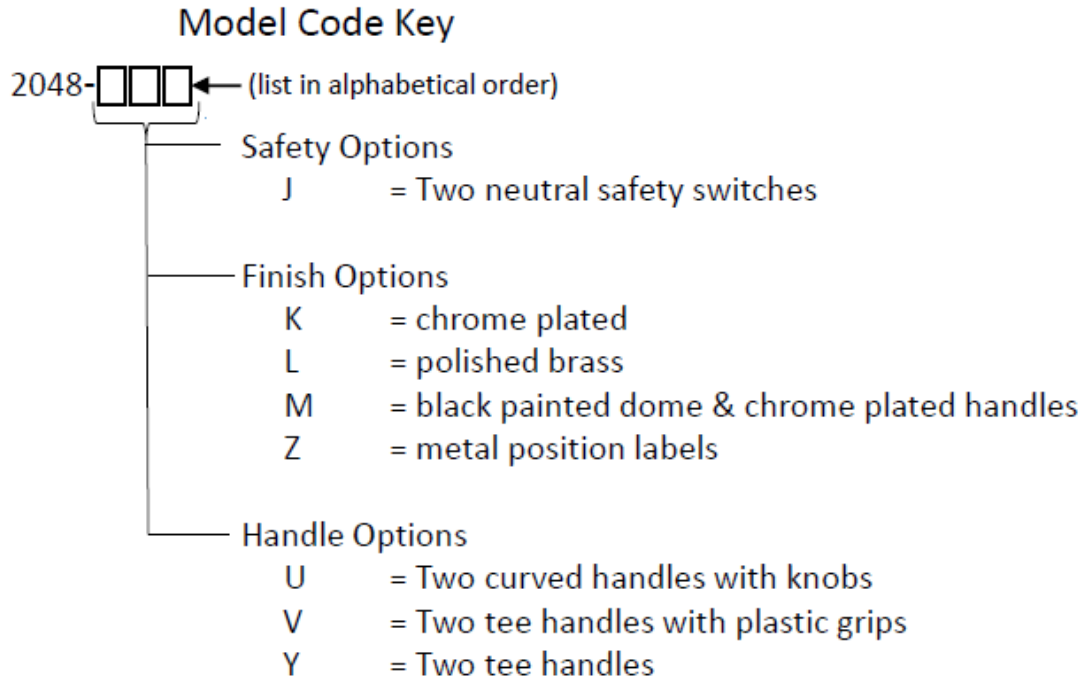 Model Code Key
2048- (list in alphabetical order)
Safety Options
J = Two neutral safety switches
Finish Options
K = chrome plated
L = polished brass
M = black painted dome & chrome plated handles
Z = metal position labels
Handle Options
U = Two curved handles with knobs
V = Two tee handles with plastic grips
Y = Two tee handles